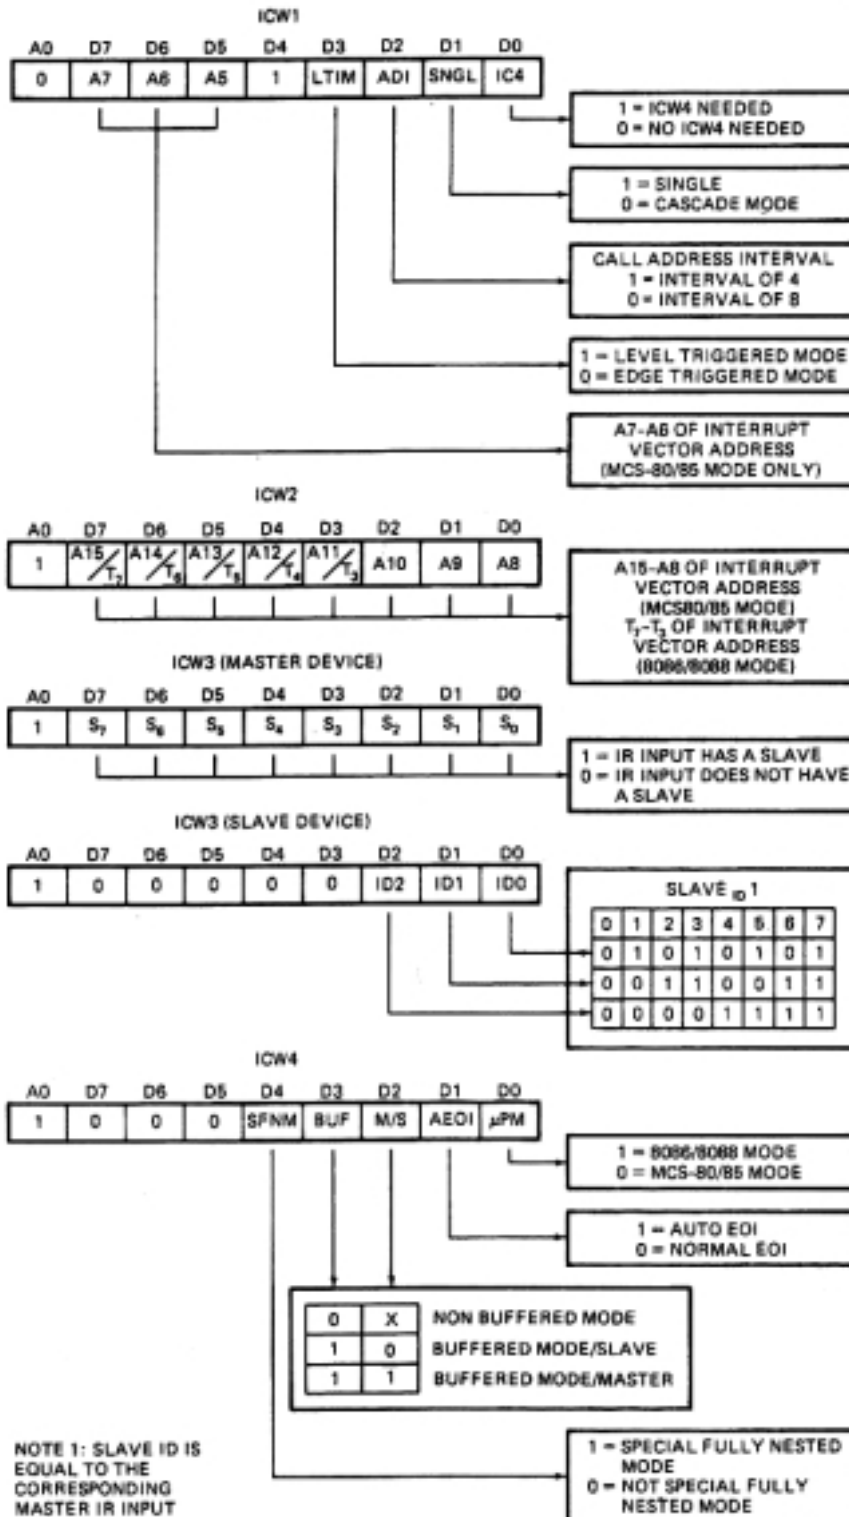 ICW1
A0 D7 D6 D5 D4 D3 D2 D1 D0
0 A7 A6 A5 1 LTIM ADI SNGL IC4
1 = ICW4 NEEDED
0 = NO ICW4 NEEDED
1 = SINGLE
0 = CASCADE MODE
CALL ADDRESS INTERVAL
1 = INTERVAL OF 4
0 = INTERVAL OF 8
1 = LEVEL TRIGGERED MODE
0 = EDGE TRIGGERED MODE
A7-A6 OF INTERRUPT
VECTOR ADDRESS
(MCS-80/85 MODE ONLY)
ICW2
A0 D7 D6 D5 D4 D3 D2 D1 D0
1 A15/T7 A14/T6 A13/T5 A12/T4 A11/T3 A10 A9 A8
A15-A8 OF INTERRUPT
VECTOR ADDRESS
(MCS80/85 MODE)
T7-T3 OF INTERRUPT
VECTOR ADDRESS
(8086/8088 MODE)
ICW3 (MASTER DEVICE)
A0 D7 D6 D5 D4 D3 D2 D1 D0
1 S7 S6 S5 S4 S3 S2 S1 S0
1 = IR INPUT HAS A SLAVE
0 = IR INPUT DOES NOT HAVE
A SLAVE
ICW3 (SLAVE DEVICE)
A0 D7 D6 D5 D4 D3 D2 D1 D0
1 0 0 0 0 0 ID2 ID1 ID0
SLAVE ID 1
0 1 2 3 4 5 6 7
0 1 0 1 0 1 0 1
0 0 1 1 0 0 1 1
0 0 0 0 1 1 1 1
ICW4
A0 D7 D6 D5 D4 D3 D2 D1 D0
1 0 0 0 SFNM BUF M/S AEOI μPM
1 = 8086/8088 MODE
0 = MCS-80/85 MODE
1 = AUTO EOI
0 = NORMAL EOI
0 X NON BUFFERED MODE
1 0 BUFFERED MODE/SLAVE
1 1 BUFFERED MODE/MASTER
1 = SPECIAL FULLY NESTED
MODE
0 = NOT SPECIAL FULLY
NESTED MODE
NOTE 1: SLAVE ID IS
EQUAL TO THE
CORRESPONDING
MASTER IR INPUT